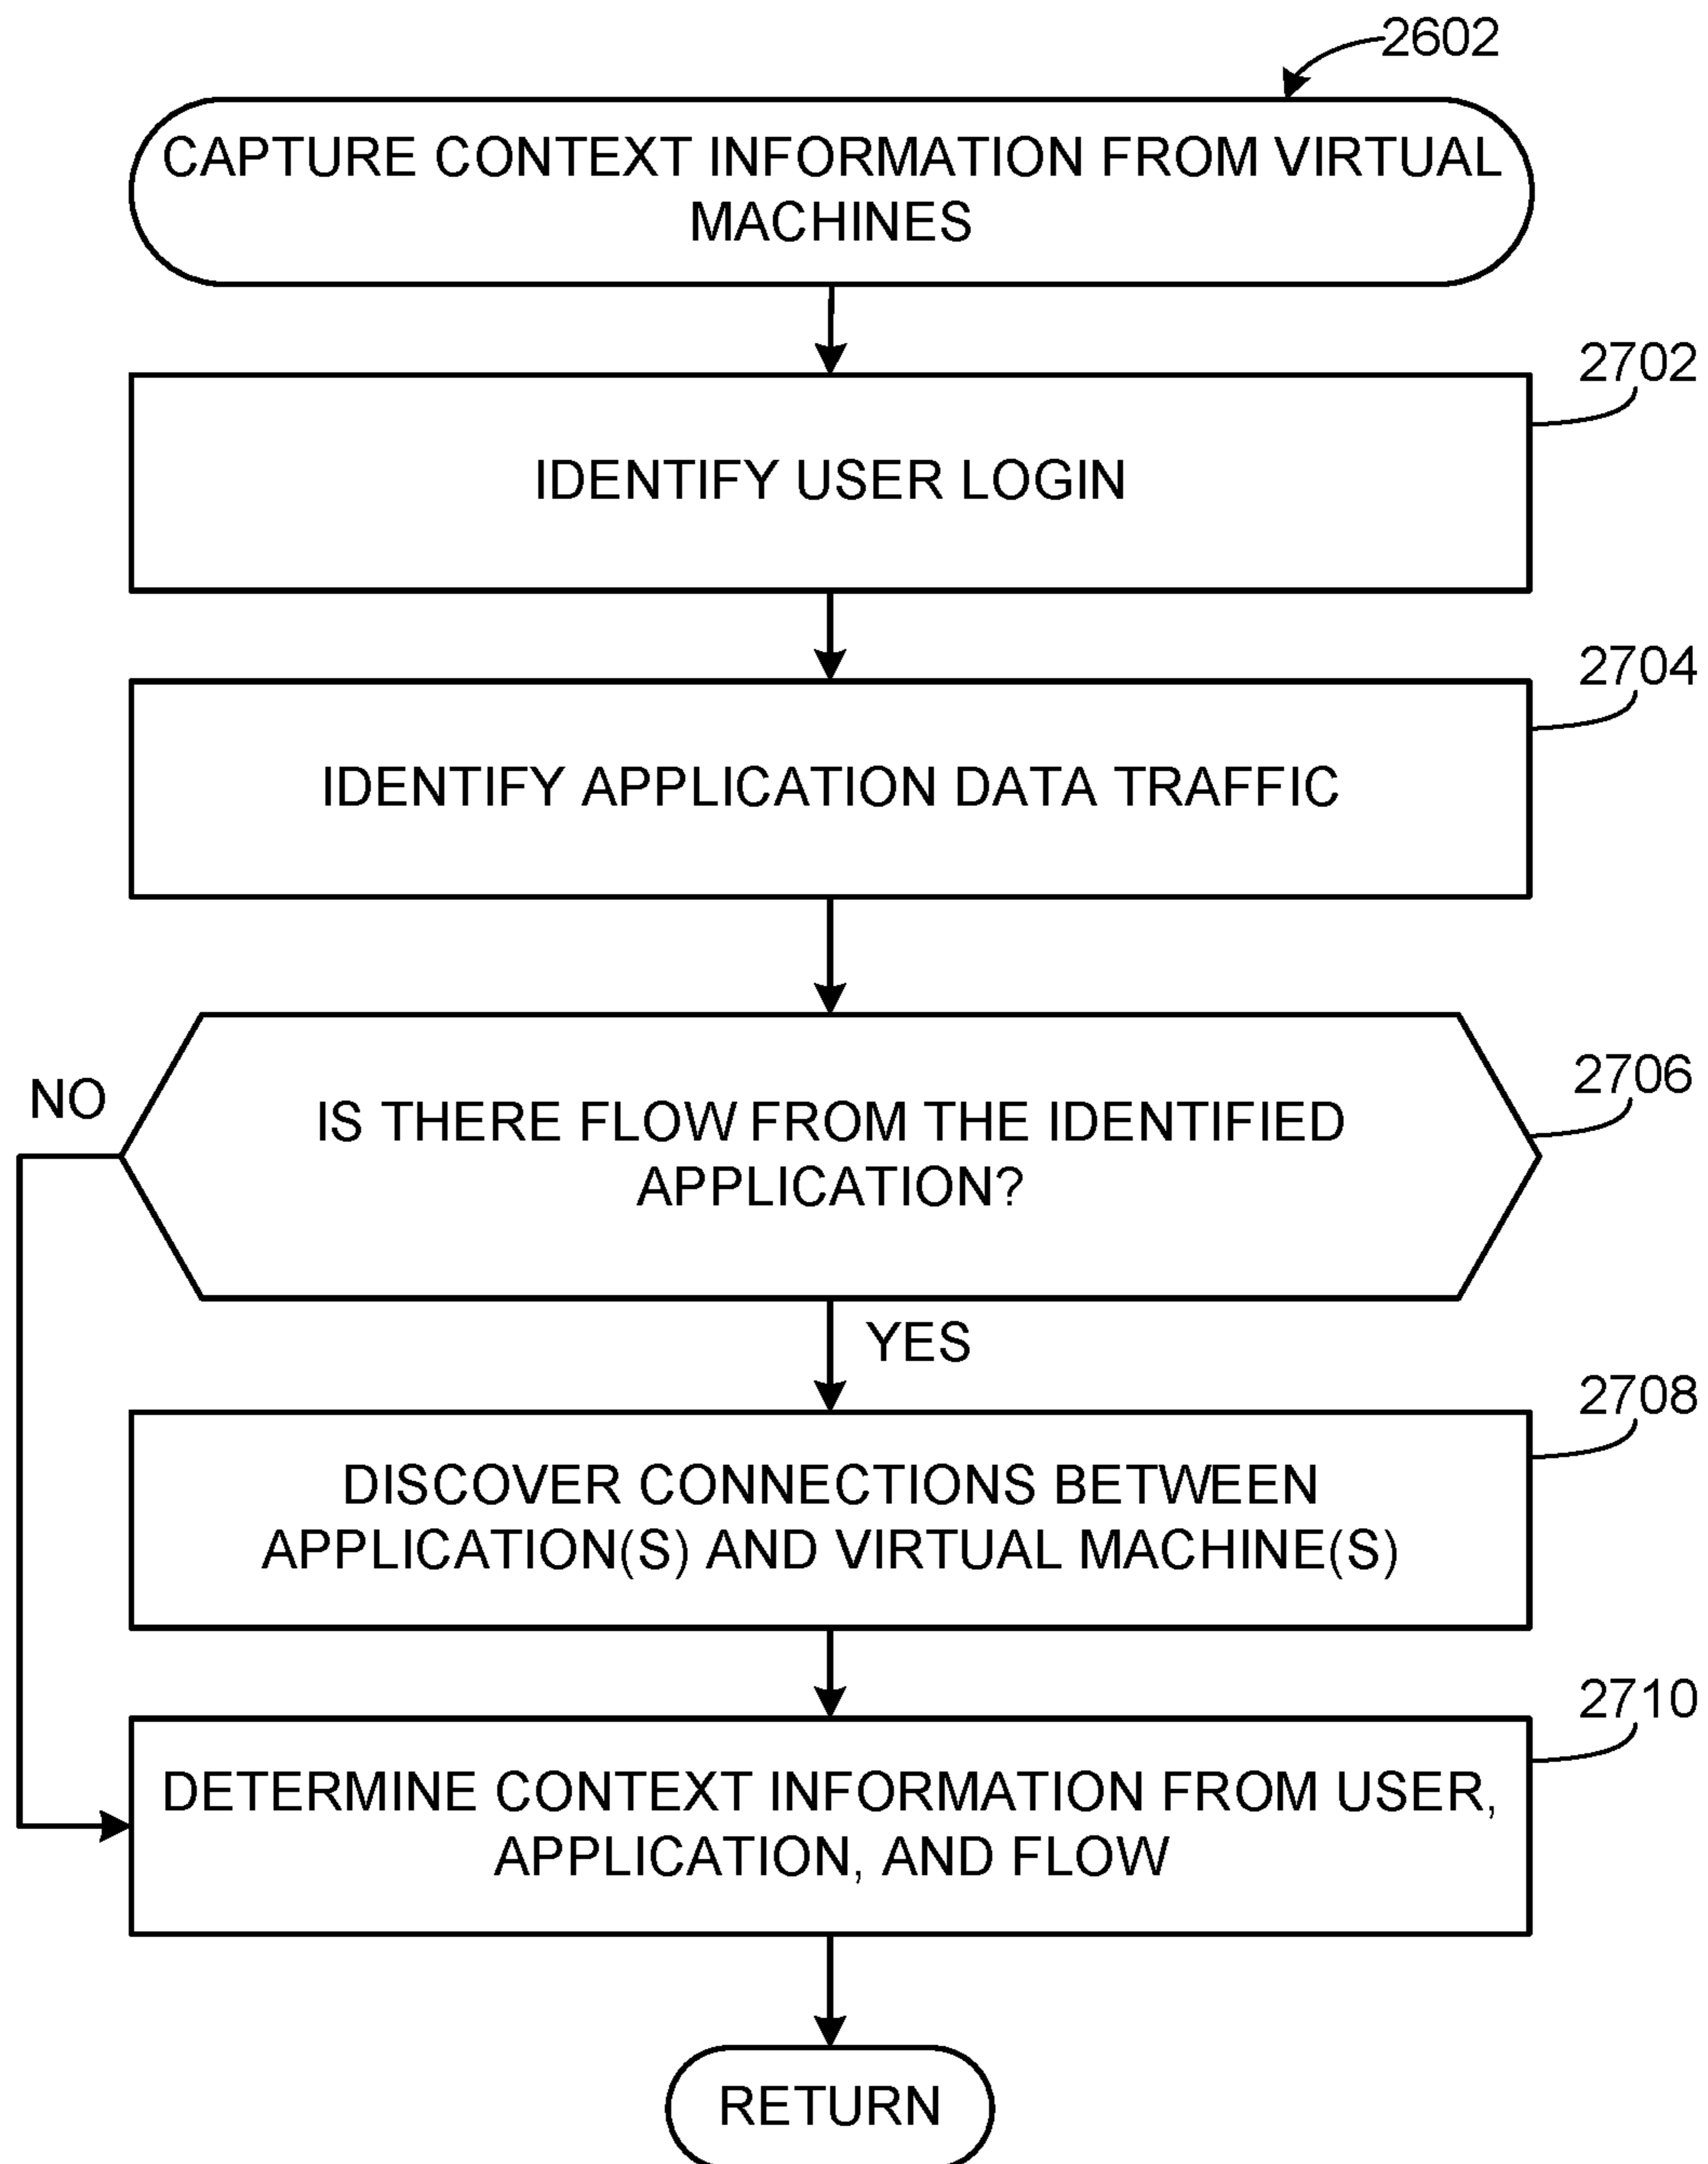 2602
CAPTURE CONTEXT INFORMATION FROM VIRTUAL
MACHINES
2702
IDENTIFY USER LOGIN
2704
IDENTIFY APPLICATION DATA TRAFFIC
2706
NO
IS THERE FLOW FROM THE IDENTIFIED
APPLICATION?
YES
2708
DISCOVER CONNECTIONS BETWEEN
APPLICATION(S) AND VIRTUAL MACHINE(S)
2710
DETERMINE CONTEXT INFORMATION FROM USER,
APPLICATION, AND FLOW
RETURN